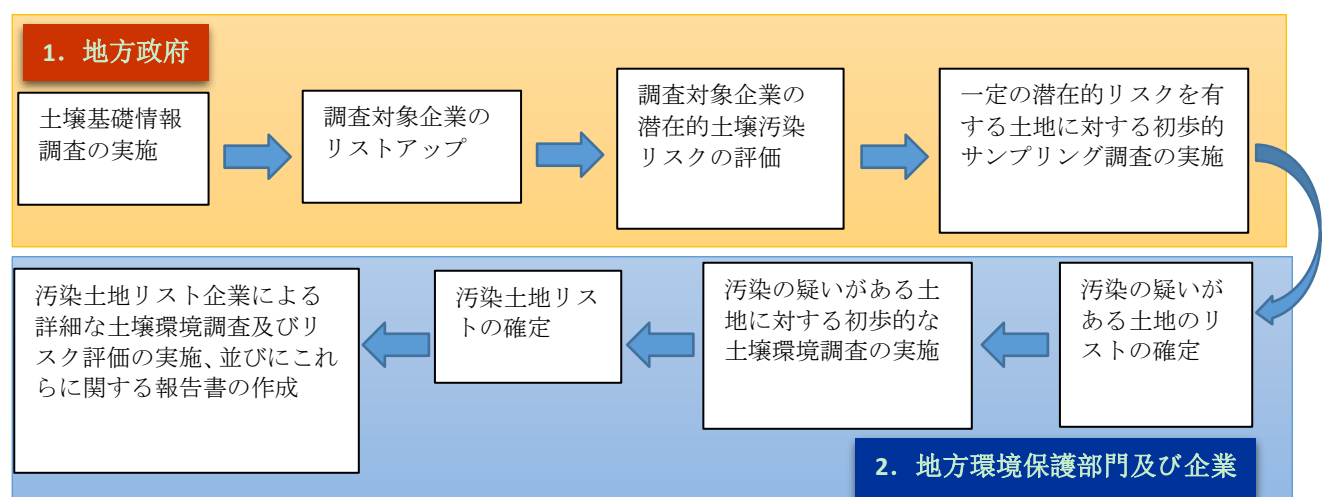 1．地方政府
土壌基礎情報
調査の実施
調査対象企業の
リストアップ
調査対象企業の
潜在的土壌汚染
リスクの評価
一定の潜在的リスクを有
する土地に対する初歩的
サンプリング調査の実施
汚染の疑いが
ある土地のリ
ストの確定
汚染の疑いがある土
地に対する初歩的な
土壌環境調査の実施
汚染土地リス
トの確定
汚染土地リスト企業による
詳細な土壌環境調査及びリ
スク評価の実施、並びにこれ
らに関する報告書の作成
2．地方環境保護部門及び企業